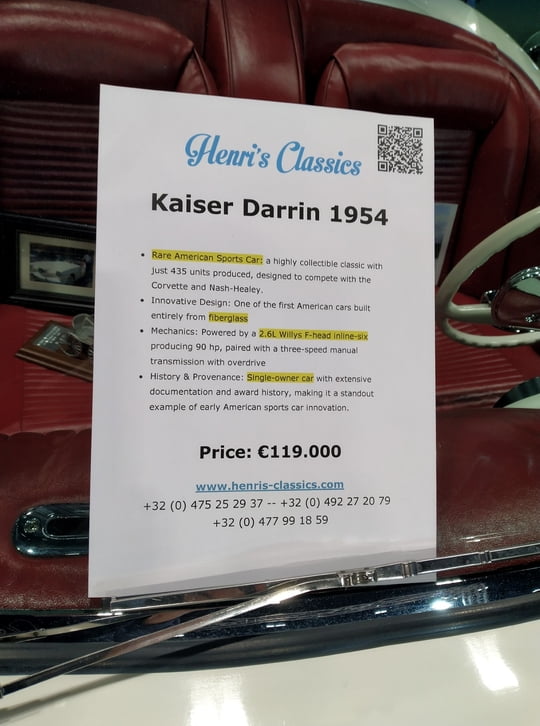 Henri's Classics
Kaiser Darrin 1954
• Rare American Sports Car: a highly collectible classic with
just 435 units produced, designed to compete with the
Corvette and Nash-Healey.
• Innovative Design: One of the first American cars built
entirely from fiberglass
• Mechanics: Powered by a 2.6L Willys F-head inline-six
producing 90 hp, paired with a three-speed manual
transmission with overdrive
• History & Provenance: Single-owner car with extensive
documentation and award history, making it a standout
example of early American sports car innovation.
Price: €119.000
www.henris-classics.com
+32 (0) 475 25 29 37 -- +32 (0) 492 27 20 79
+32 (0) 477 99 18 59